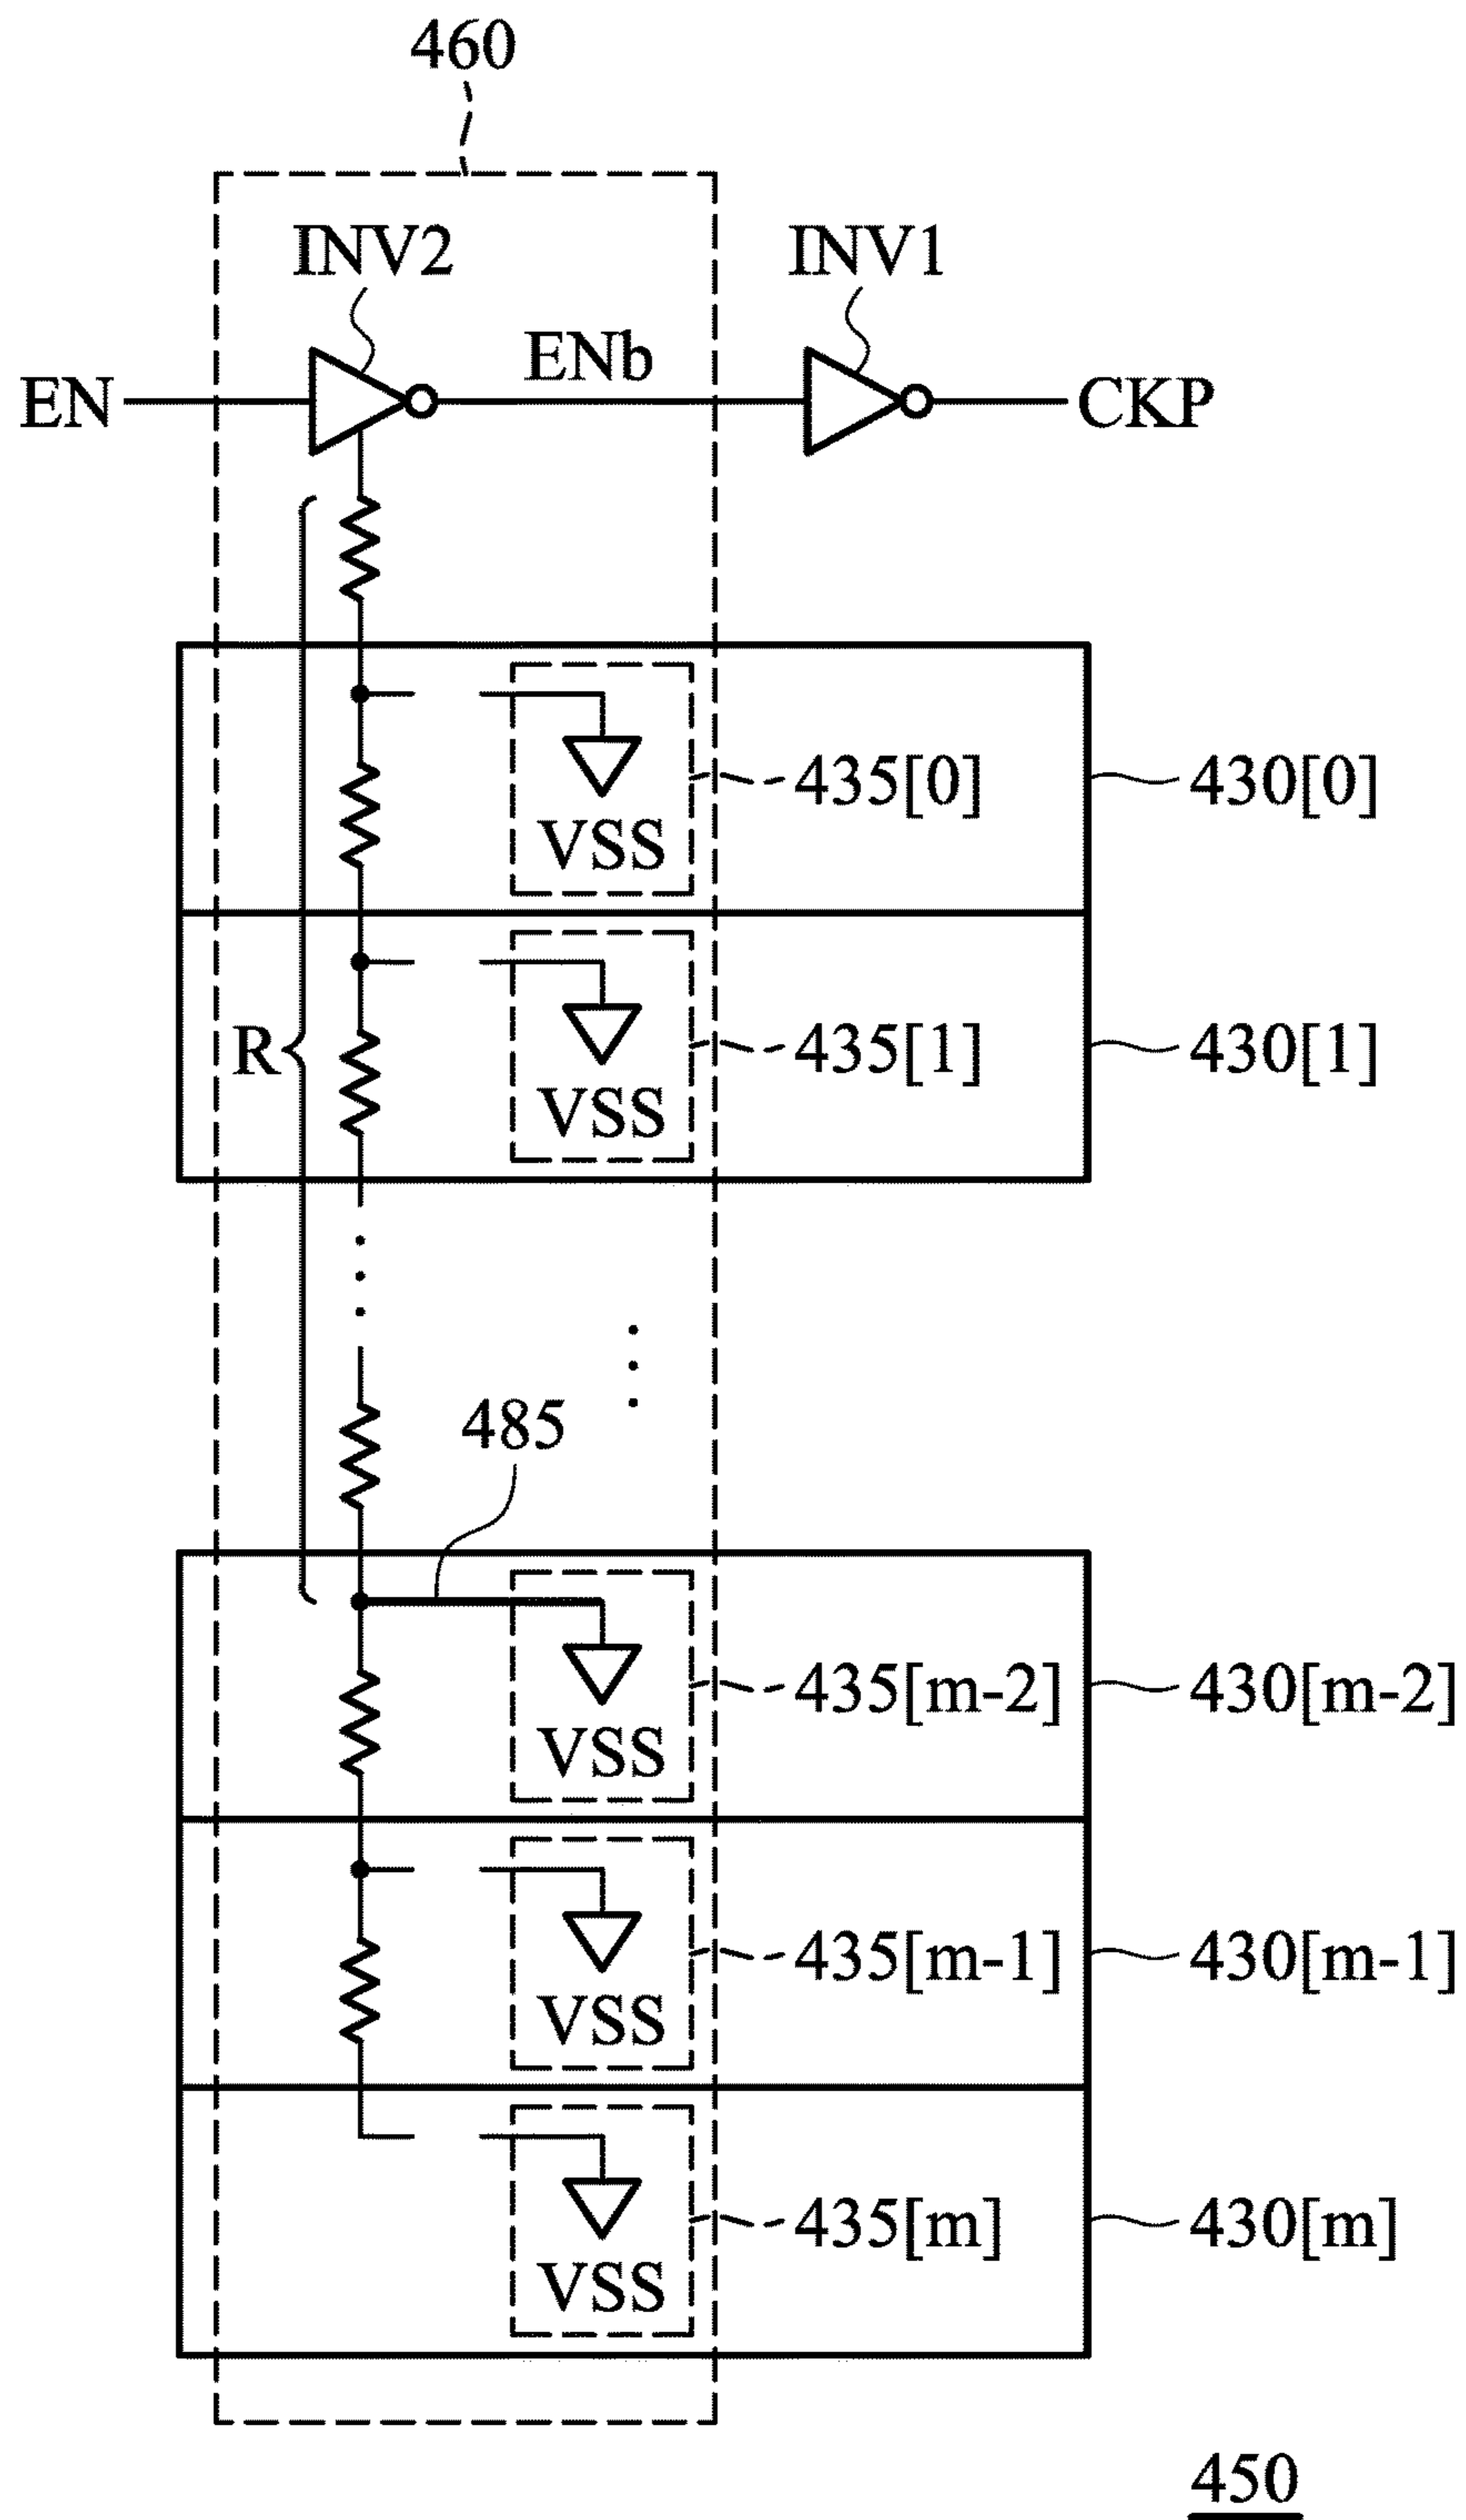 460
INV2 INV1
EN ENb CKP
VSS 435[0] 430[0]
R VSS 435[1] 430[1]
485
VSS 435[m-2] 430[m-2]
VSS 435[m-1] 430[m-1]
VSS 435[m] 430[m]
450